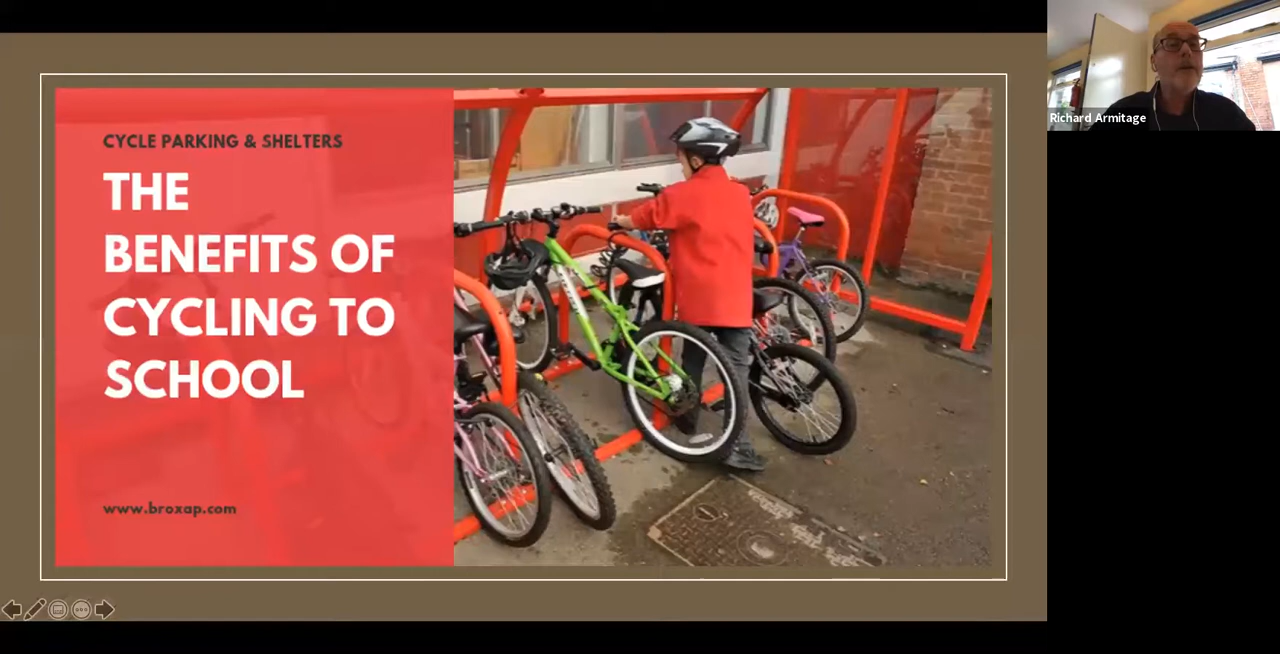 CYCLE PARKING & SHELTERS
THE
BENEFITS OF
CYCLING TO
SCHOOL
www.broxap.com
Richard Armitage